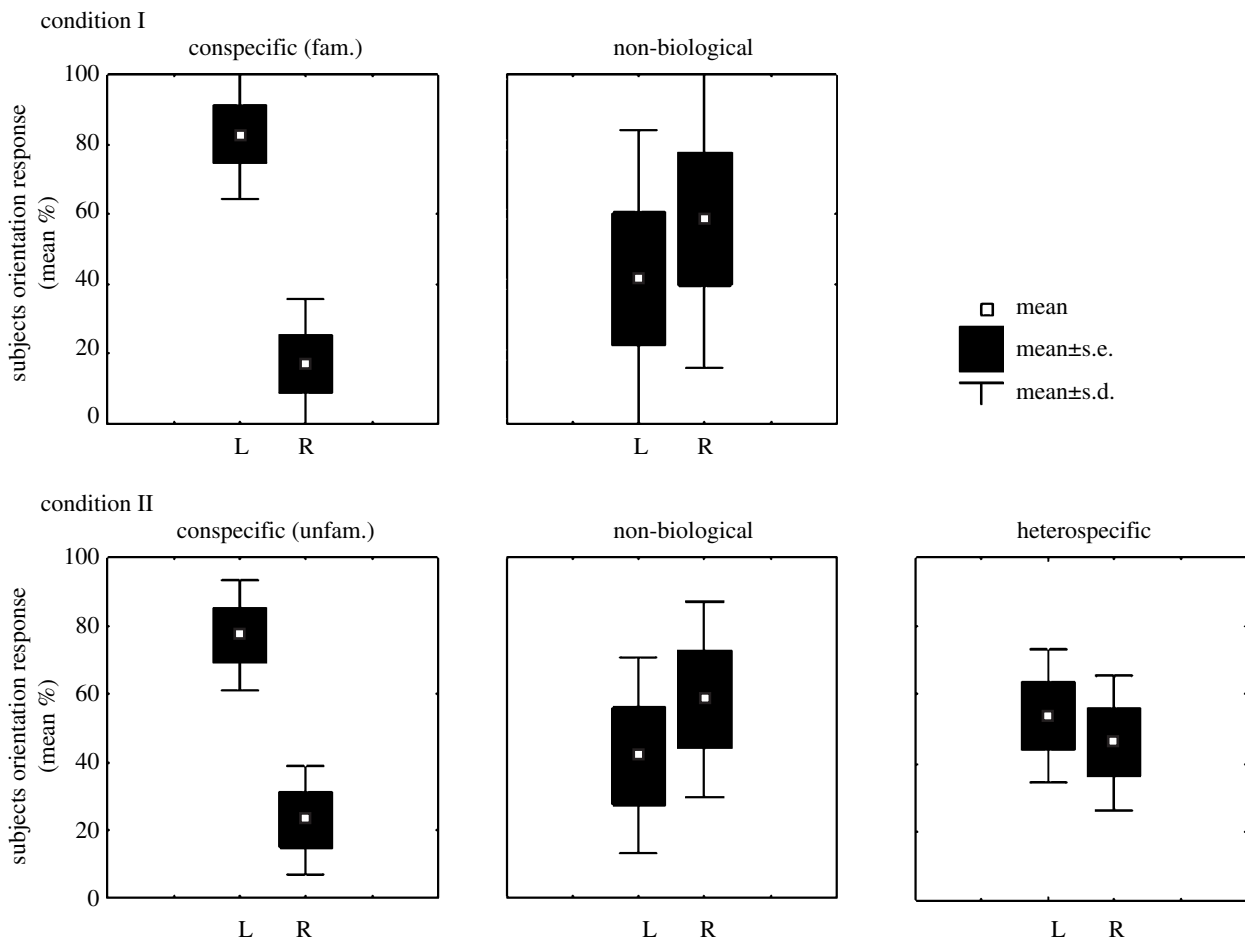 condition I
conspecific (fam.)
non-biological
subjects orientation response
(mean %)
100
80
60
40
20
0
L R
L R
mean
mean±s.e.
mean±s.d.
condition II
conspecific (unfam.)
non-biological
heterospecific
subjects orientation response
(mean %)
100
80
60
40
20
0
L R
L R
L R